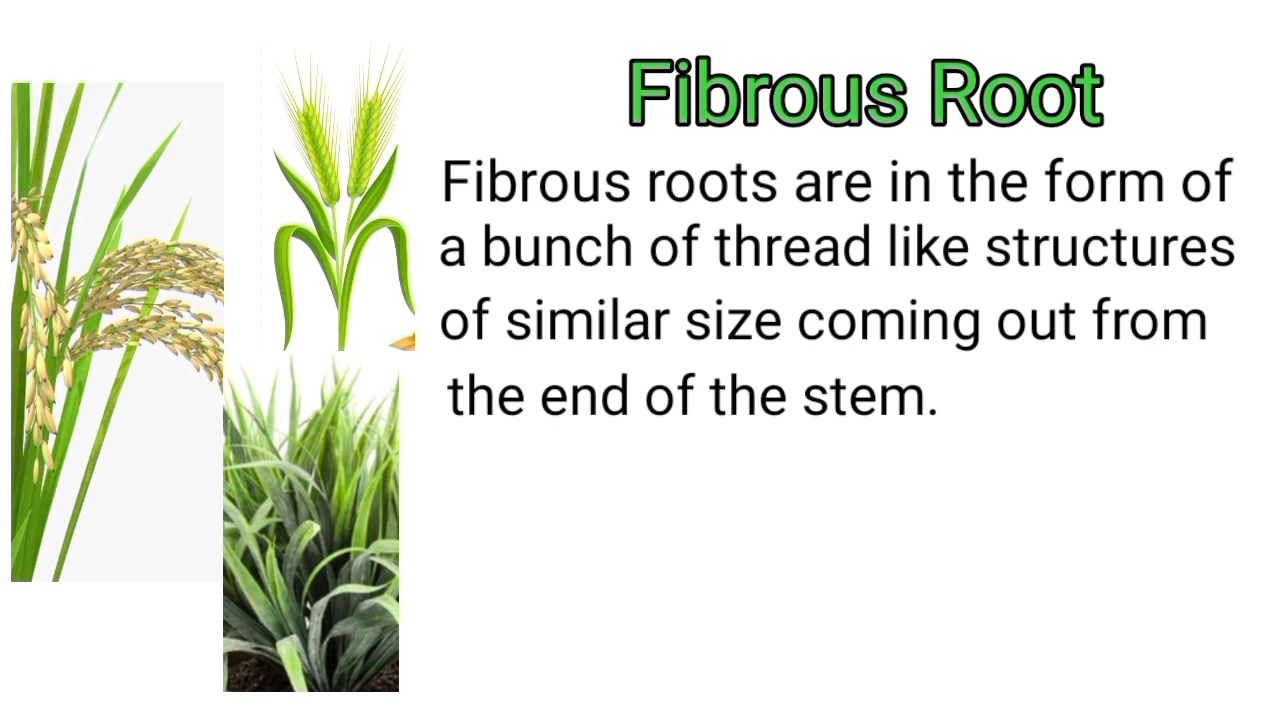 Fibrous Root
Fibrous roots are in the form of
a bunch of thread like structures
of similar size coming out from
the end of the stem.